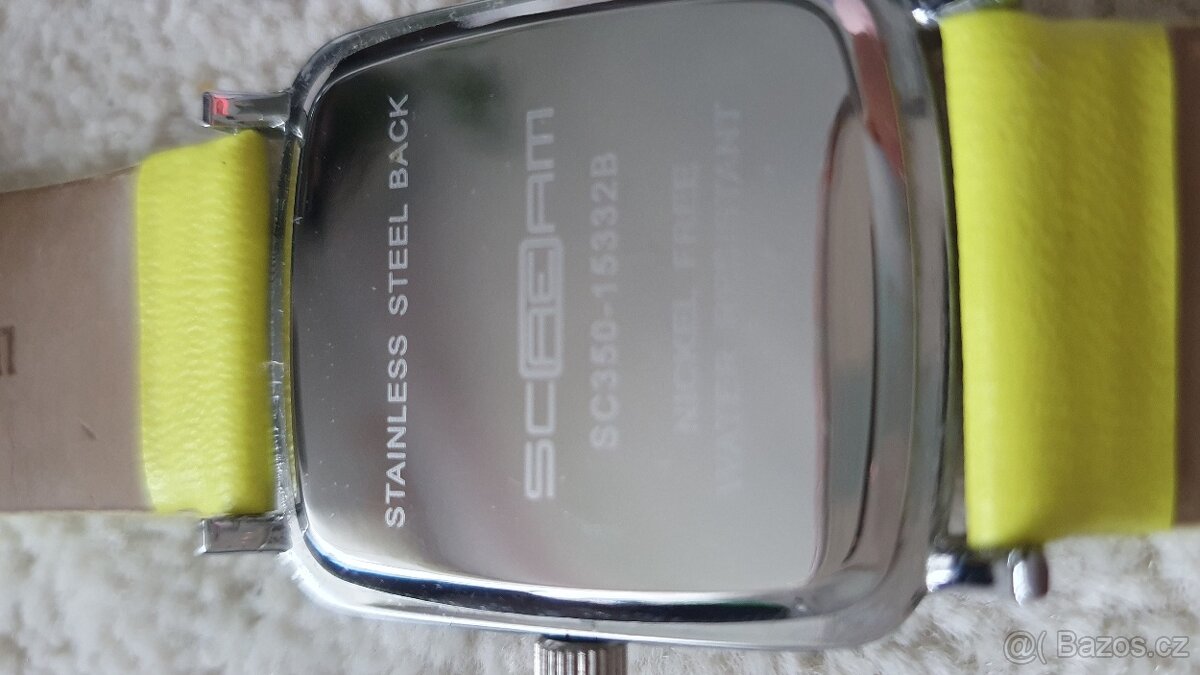 STAINLESS STEEL BACK
SCREAM
SC350-15332B
NICKEL FREE
WATER RESISTANT
@( Bazos.cz